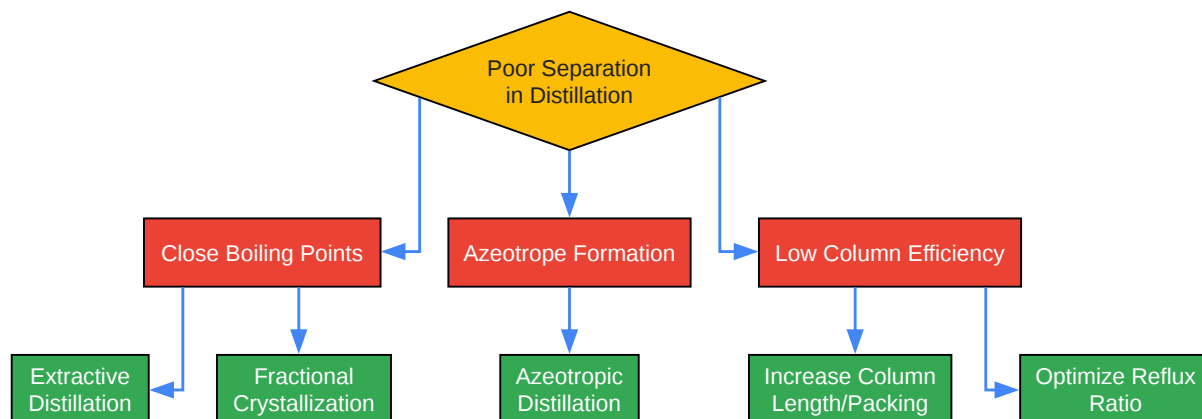 Poor Separation
in Distillation
Close Boiling Points
Azeotrope Formation
Low Column Efficiency
Extractive
Distillation
Fractional
Crystallization
Azeotropic
Distillation
Increase Column
Length/Packing
Optimize Reflux
Ratio